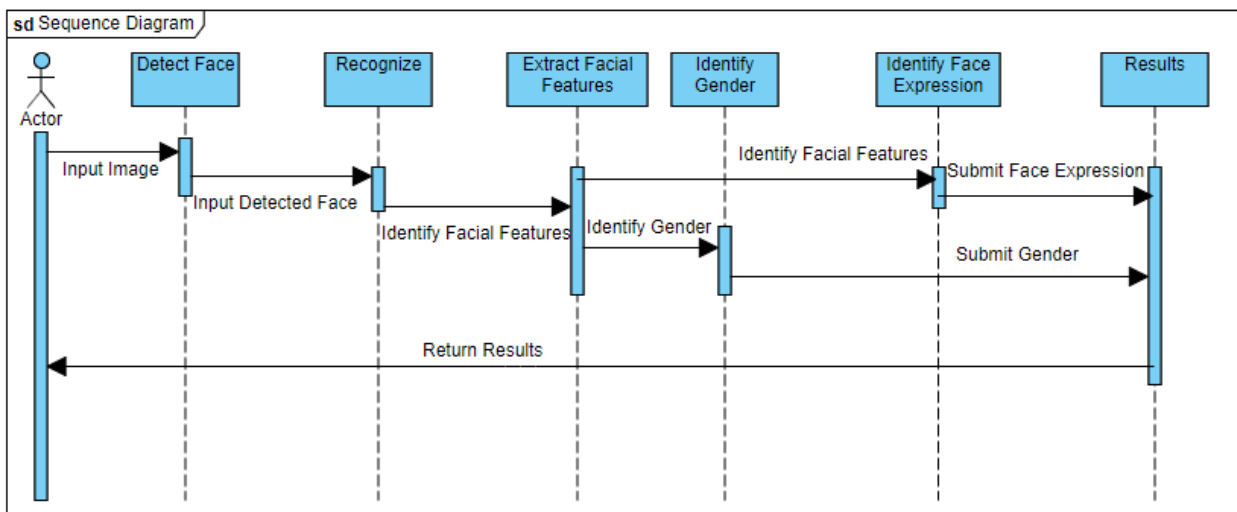 sd Sequence Diagram
Detect Face
Recognize
Extract Facial
Features
Identify
Gender
Identify Face
Expression
Results
Actor
Input Image
Identify Facial Features
Submit Face Expression
Input Detected Face
Identify Facial Features
Identify Gender
Submit Gender
Return Results